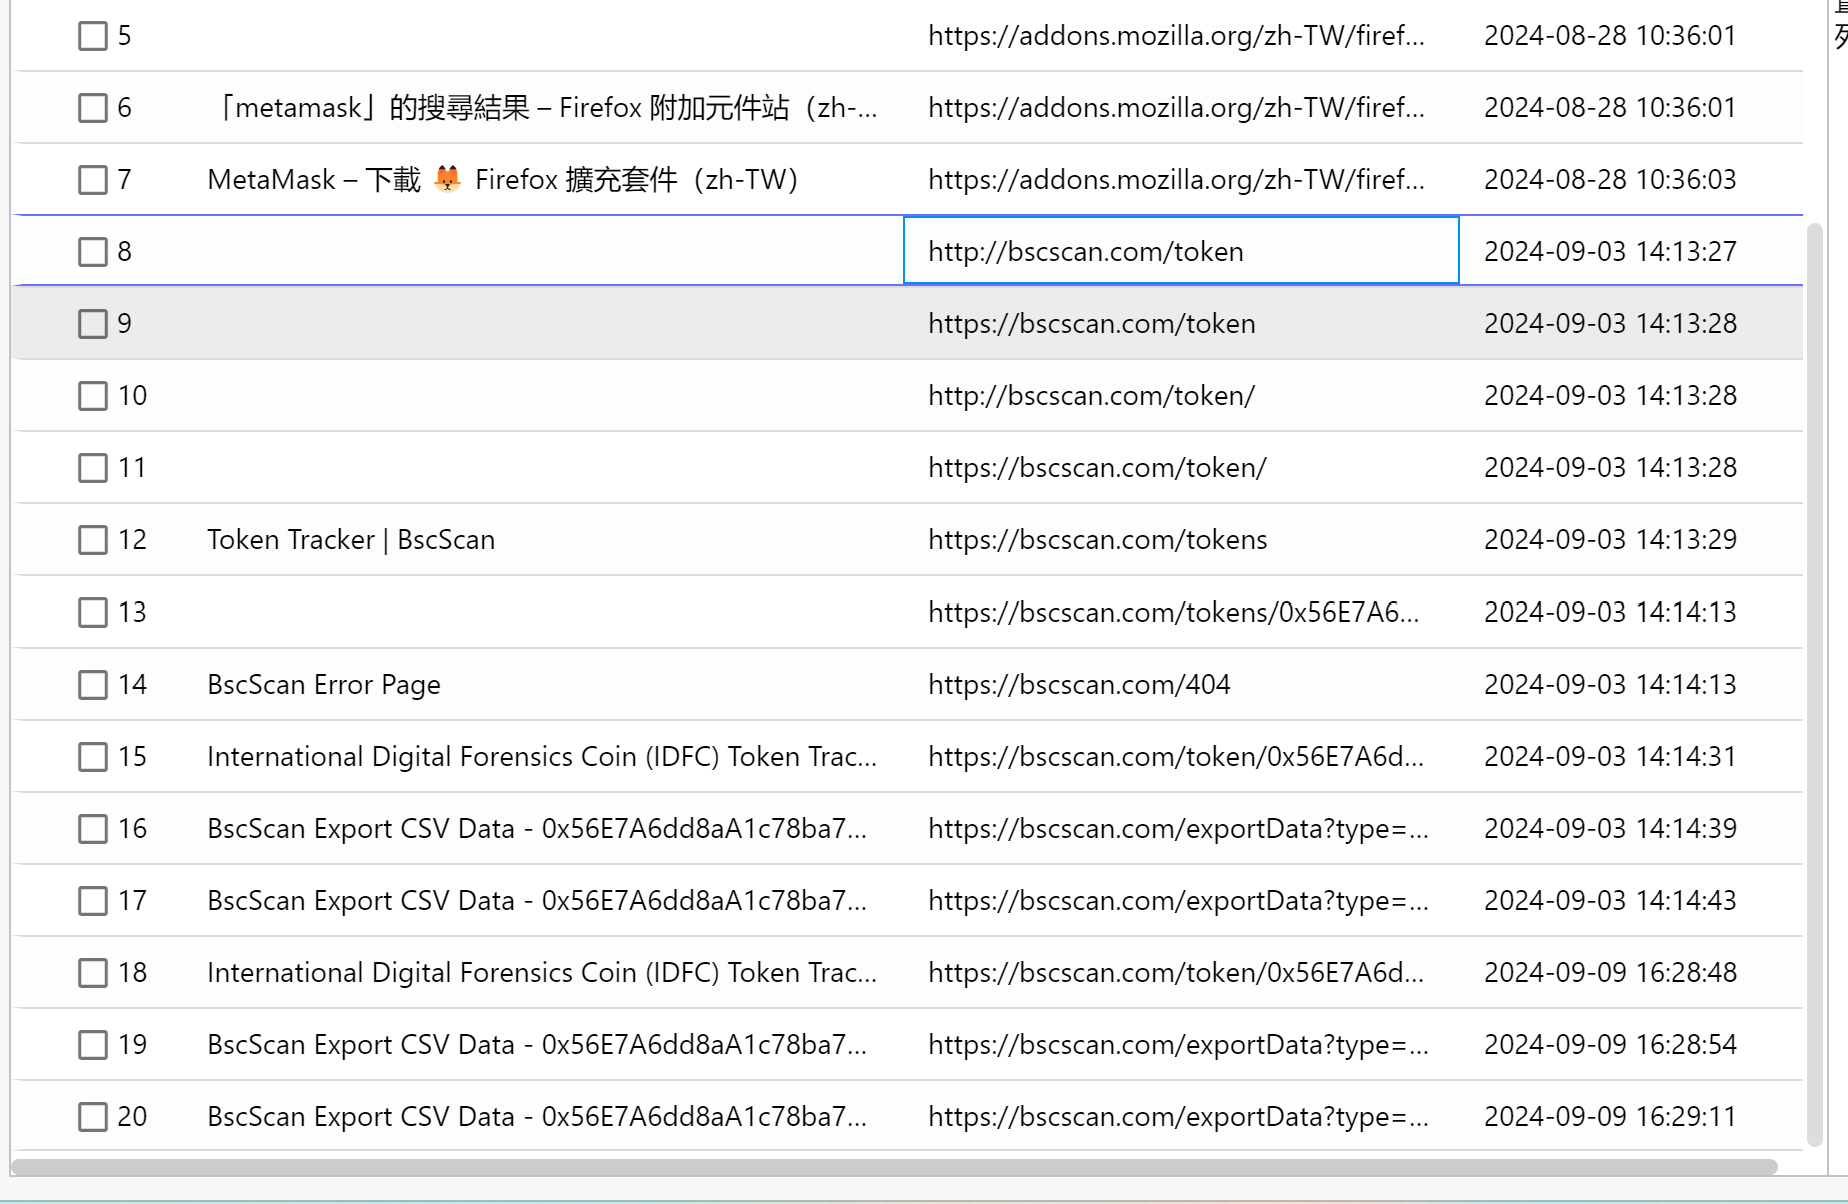 5 https://addons.mozilla.org/zh-TW/firef... 2024-08-28 10:36:01
6 「metamask」的搜尋結果 – Firefox 附加元件站（zh-... https://addons.mozilla.org/zh-TW/firef... 2024-08-28 10:36:01
7 MetaMask – 下載 🦊 Firefox 擴充套件（zh-TW） https://addons.mozilla.org/zh-TW/firef... 2024-08-28 10:36:03
8 http://bscscan.com/token 2024-09-03 14:13:27
9 https://bscscan.com/token 2024-09-03 14:13:28
10 http://bscscan.com/token/ 2024-09-03 14:13:28
11 https://bscscan.com/token/ 2024-09-03 14:13:28
12 Token Tracker | BscScan https://bscscan.com/tokens 2024-09-03 14:13:29
13 https://bscscan.com/tokens/0x56E7A6... 2024-09-03 14:14:13
14 BscScan Error Page https://bscscan.com/404 2024-09-03 14:14:13
15 International Digital Forensics Coin (IDFC) Token Trac... https://bscscan.com/token/0x56E7A6d... 2024-09-03 14:14:31
16 BscScan Export CSV Data - 0x56E7A6dd8aA1c78ba7... https://bscscan.com/exportData?type=... 2024-09-03 14:14:39
17 BscScan Export CSV Data - 0x56E7A6dd8aA1c78ba7... https://bscscan.com/exportData?type=... 2024-09-03 14:14:43
18 International Digital Forensics Coin (IDFC) Token Trac... https://bscscan.com/token/0x56E7A6d... 2024-09-09 16:28:48
19 BscScan Export CSV Data - 0x56E7A6dd8aA1c78ba7... https://bscscan.com/exportData?type=... 2024-09-09 16:28:54
20 BscScan Export CSV Data - 0x56E7A6dd8aA1c78ba7... https://bscscan.com/exportData?type=... 2024-09-09 16:29:11